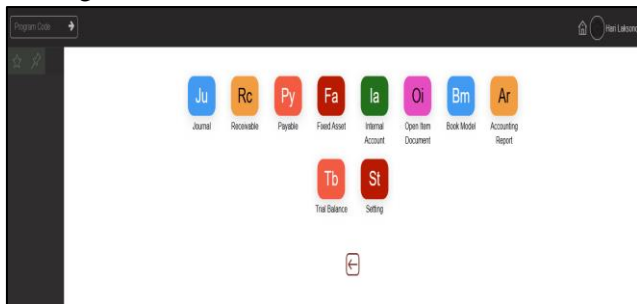 Program Code
Hari Laksono
Ju Rc Py Fa Ia Oi Bm Ar
Journal Receivable Payable Fixed Asset Internal Account Open Item Document Book Model Accounting Report
Tb St
Trial Balance Setting